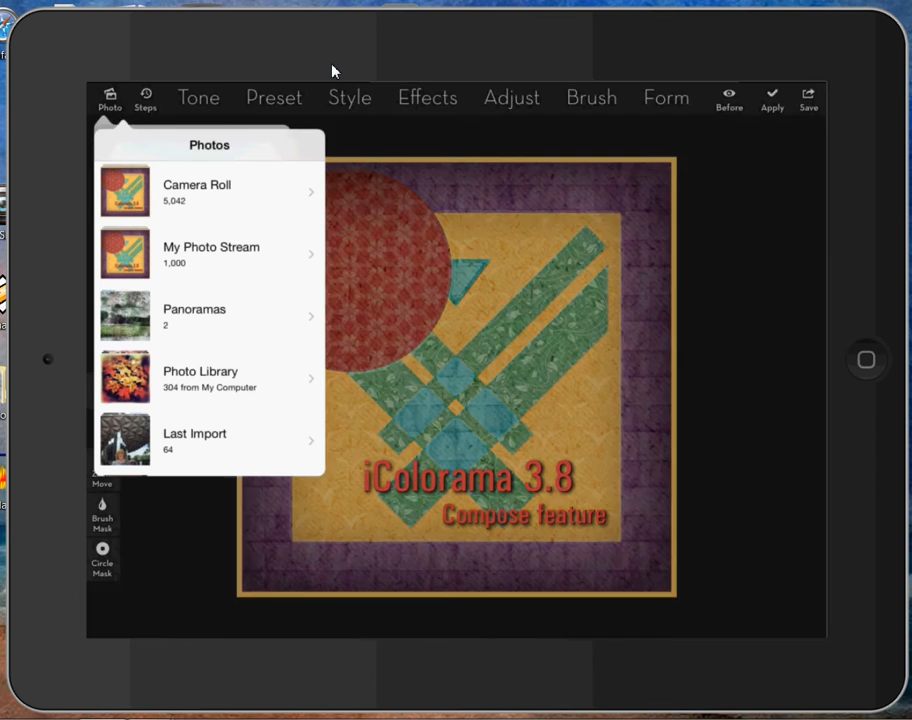 Photo
Steps
Tone
Preset
Style
Effects
Adjust
Brush
Form
Before
Apply
Save
Photos
Camera Roll
5,042
My Photo Stream
1,000
Panoramas
2
Photo Library
304 from My Computer
Last Import
64
Move
Brush
Mask
Circle
Mask
iColorama 3.8
Compose feature